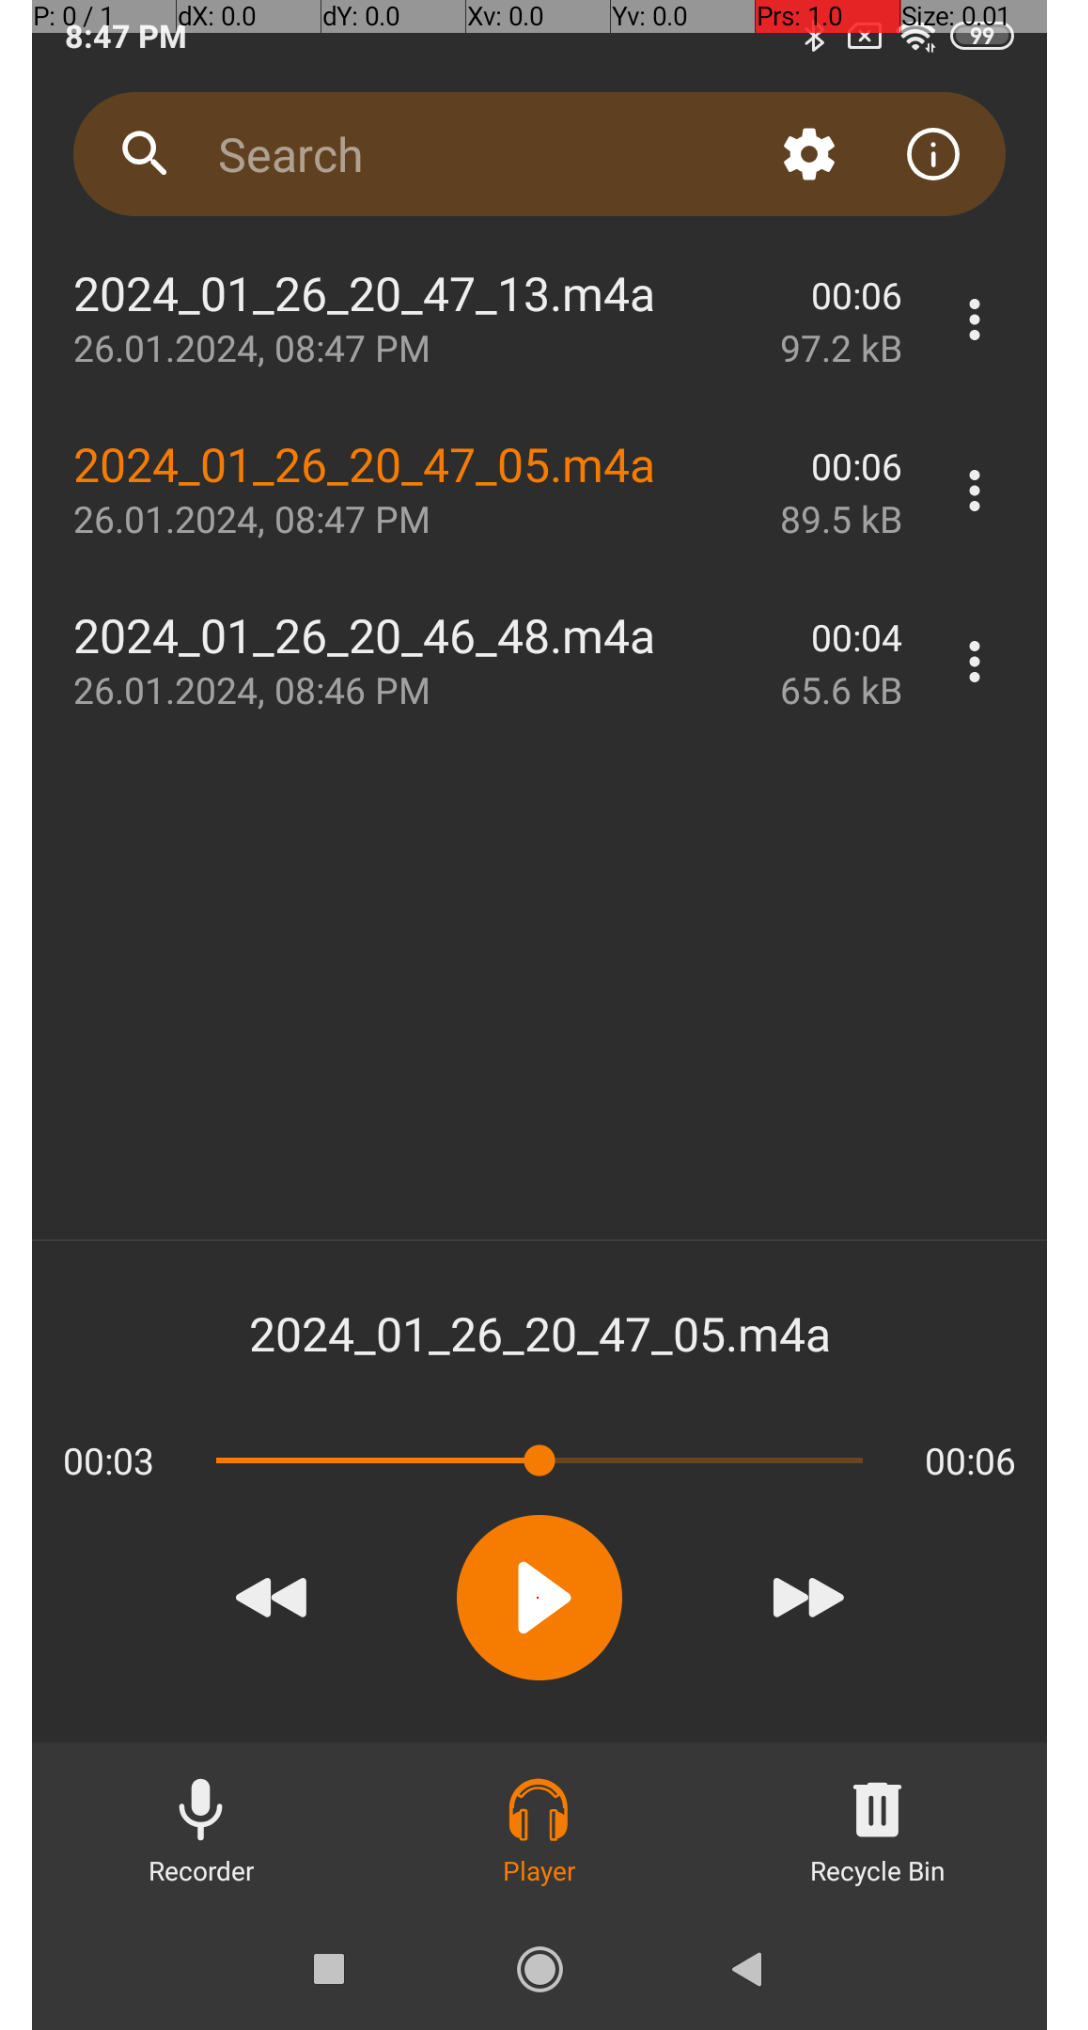 P: 0 / 1 dX: 0.0 dY: 0.0 Xv: 0.0 Yv: 0.0 Prs: 1.0 Size: 0.01
8:47 PM 99
Search
2024_01_26_20_47_13.m4a 00:06
26.01.2024, 08:47 PM 97.2 kB
2024_01_26_20_47_05.m4a 00:06
26.01.2024, 08:47 PM 89.5 kB
2024_01_26_20_46_48.m4a 00:04
26.01.2024, 08:46 PM 65.6 kB
2024_01_26_20_47_05.m4a
00:03 00:06
Recorder Player Recycle Bin